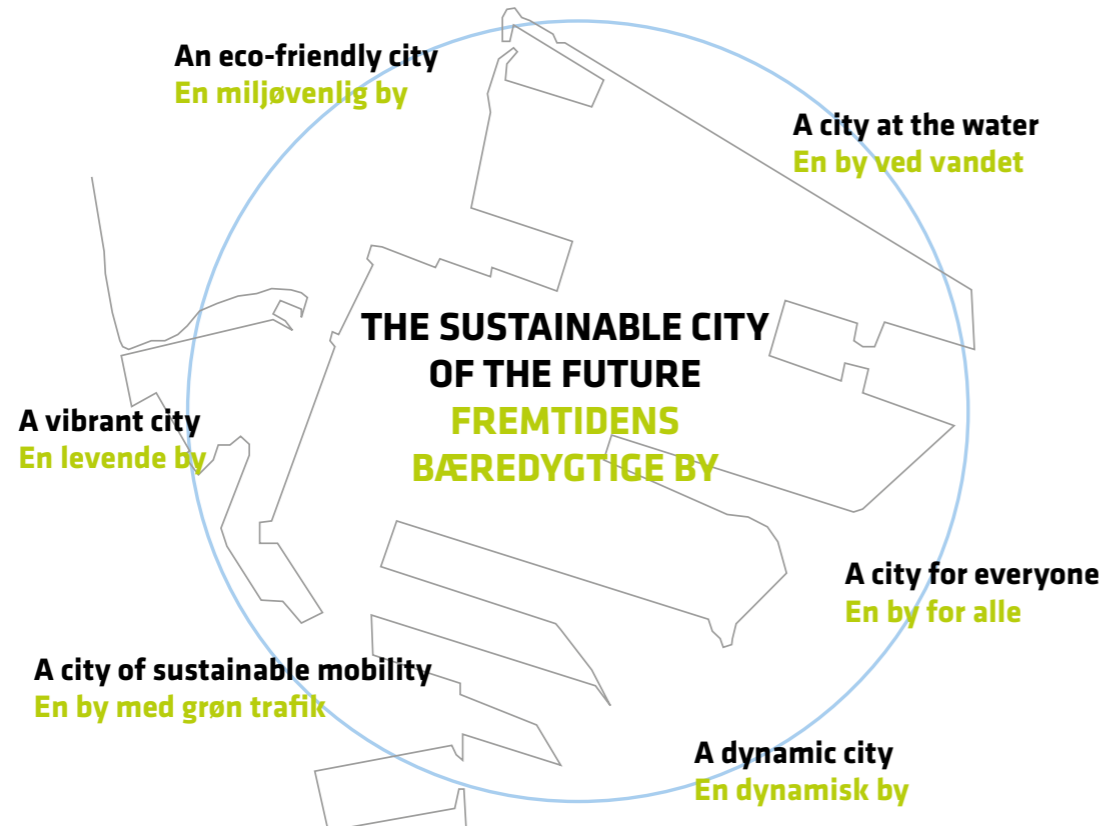 An eco-friendly city
En miljøvenlig by
A city at the water
En by ved vandet
THE SUSTAINABLE CITY
OF THE FUTURE
FREMTIDENS
BÆREDYGTIGE BY
A vibrant city
En levende by
A city for everyone
En by for alle
A city of sustainable mobility
En by med grøn trafik
A dynamic city
En dynamisk by